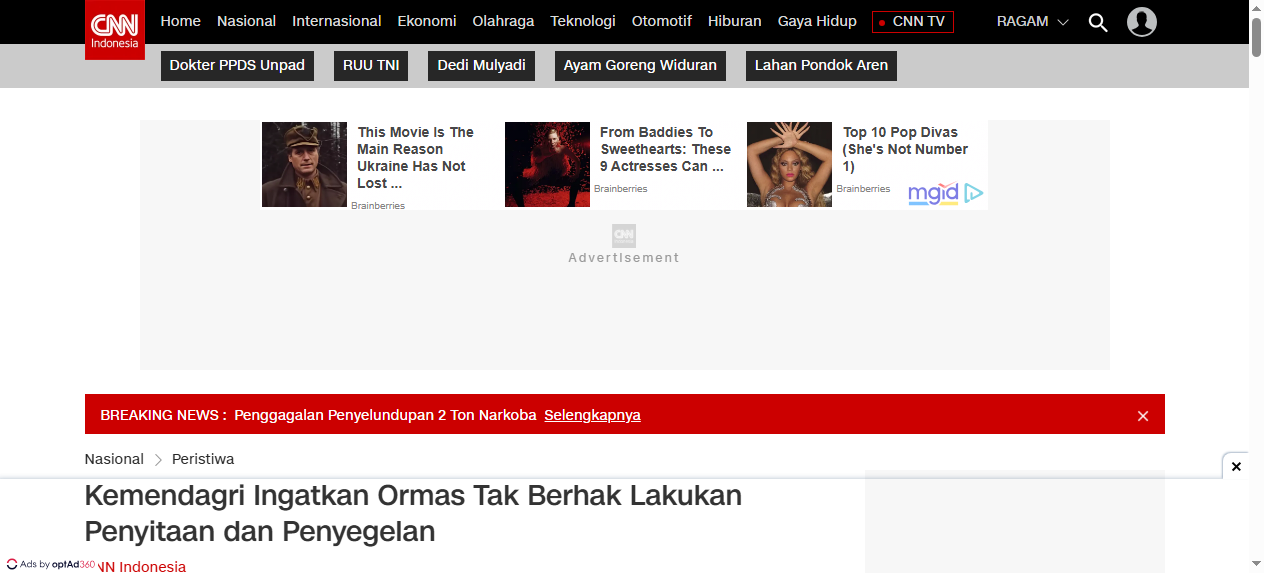 CNN
Indonesia
Home Nasional Internasional Ekonomi Olahraga Teknologi Otomotif Hiburan Gaya Hidup CNN TV RAGAM
Dokter PPDS Unpad RUU TNI Dedi Mulyadi Ayam Goreng Widuran Lahan Pondok Aren
This Movie Is The
Main Reason
Ukraine Has Not
Lost ...
Brainberries
From Baddies To
Sweethearts: These
9 Actresses Can ...
Brainberries
Top 10 Pop Divas
(She's Not Number
1)
Brainberries
mgid
CNN
Advertisement
BREAKING NEWS : Penggagalan Penyelundupan 2 Ton Narkoba Selengkapnya
Nasional Peristiwa
Kemendagri Ingatkan Ormas Tak Berhak Lakukan
Penyitaan dan Penyegelan
Ads by optAd360
NN Indonesia